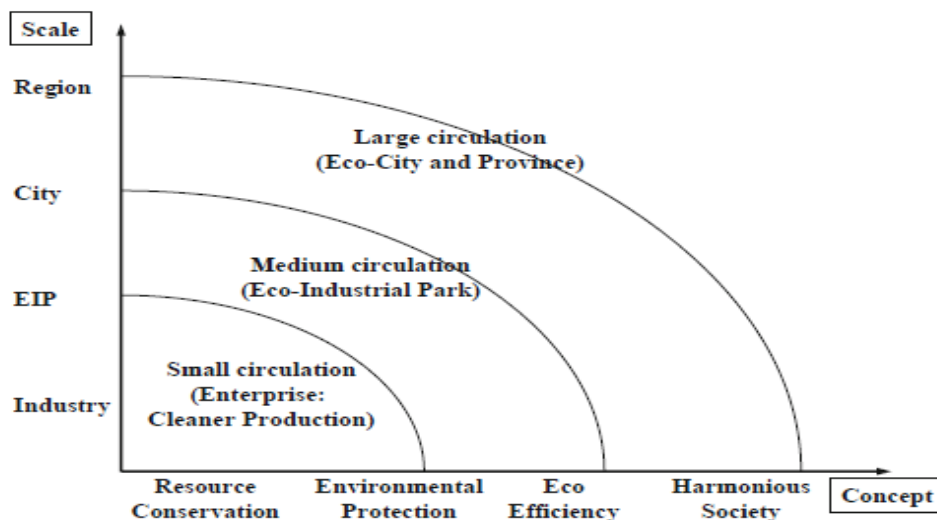 Scale
Region
Large circulation
(Eco-City and Province)
City
Medium circulation
(Eco-Industrial Park)
EIP
Small circulation
(Enterprise:
Cleaner Production)
Industry
Resource
Conservation
Environmental
Protection
Eco
Efficiency
Harmonious
Society
Concept